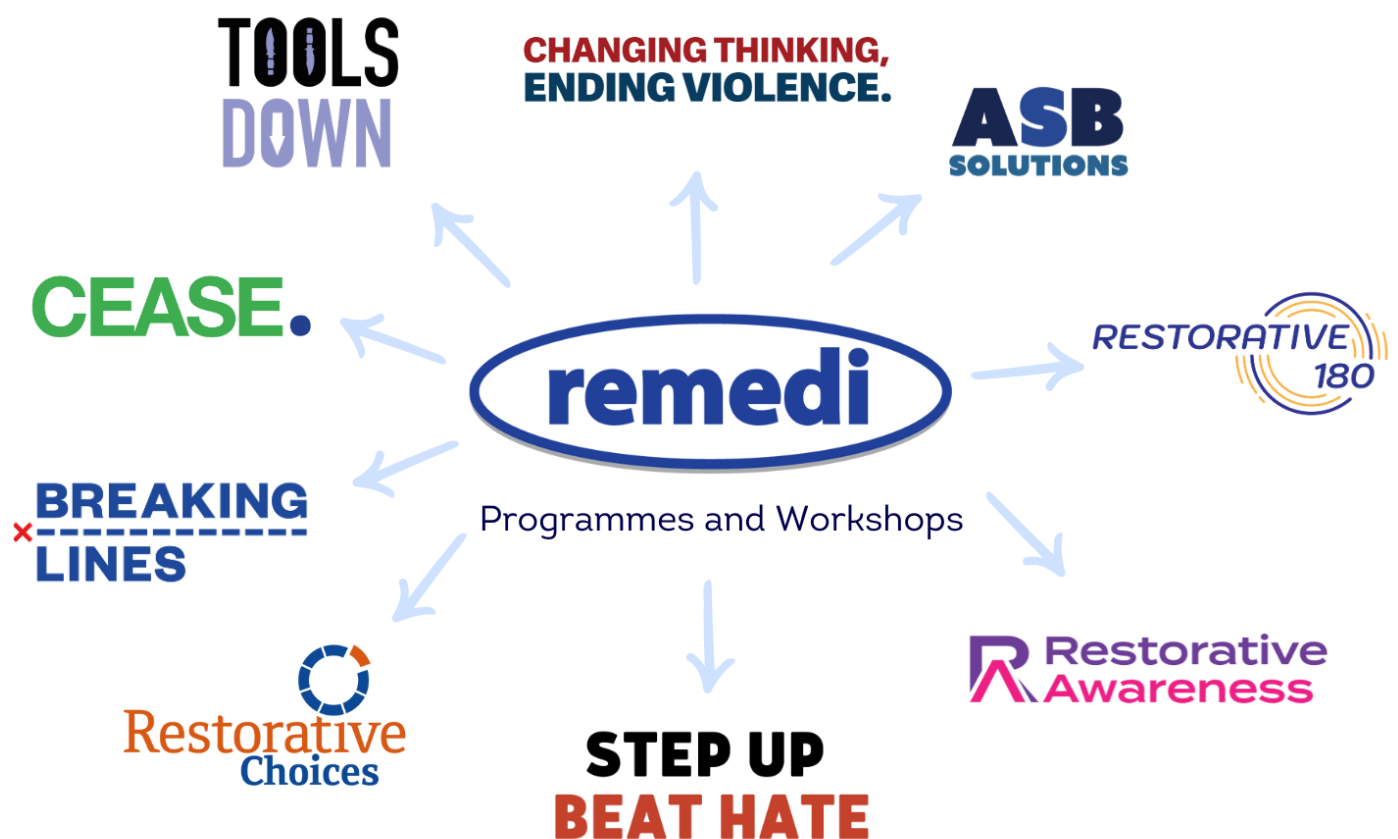 TOOLS
DOWN
CHANGING THINKING,
ENDING VIOLENCE.
ASB
SOLUTIONS
CEASE.
RESTORATIVE
180
remedi
Programmes and Workshops
BREAKING
LINES
Restorative
Choices
STEP UP
BEAT HATE
Restorative
Awareness